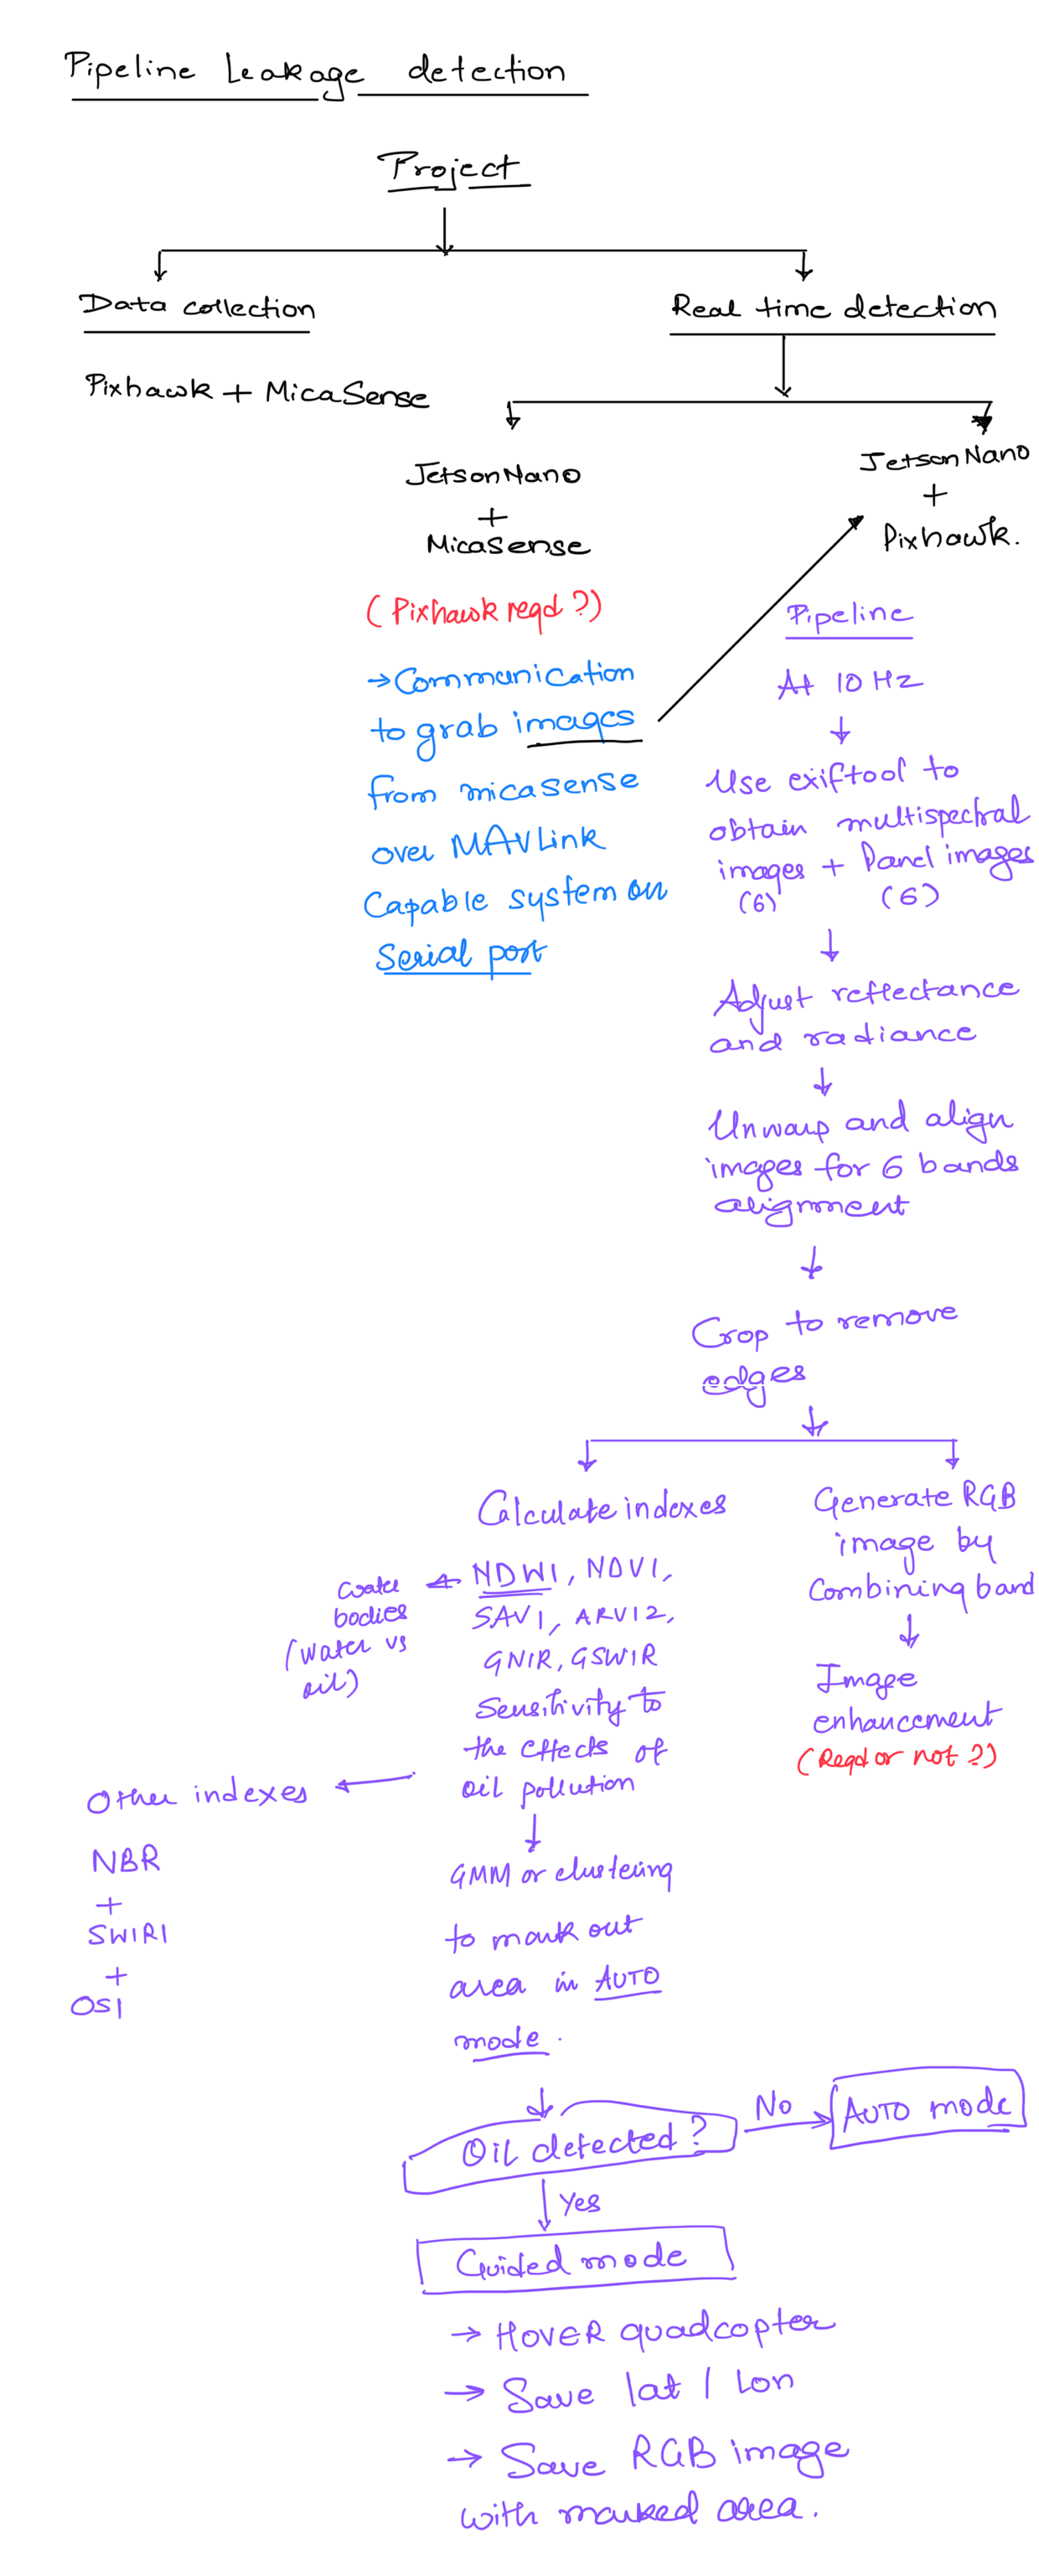 Pipeline Leakage detection
Project
Data collection
Real time detection
Pixhawk + MicaSense
JetsonNano
+
Micasense
JetsonNano
+
Pixhawk.
(Pixhawk reqd ?)
→ Communication
to grab images
from micasense
over MAVLink
Capable system on
Serial port
Pipeline
At 10 Hz
Use exiftool to
obtain multispectral
images + Panel images
(6) (6)
Adjust reflectance
and radiance
Unwarp and align
images for 6 bands
alignment
Crop to remove
edges
Calculate indexes
NDWI, NDVI,
SAVI, ARVI2,
GNIR, GSWIR
Sensitivity to
the effects of
oil pollution
water
bodies
(water vs
oil)
Generate RGB
image by
Combining band
Image
enhancement
(Reqd or not ?)
Other indexes
NBR
+
SWIR1
+
OSI
GMM or clustering
to mark out
area in AUTO
mode.
Oil detected?
No
AUTO mode
Yes
Guided mode
→ Hover quadcopter
→ Save lat / Lon
→ Save RGB image
with marked area.